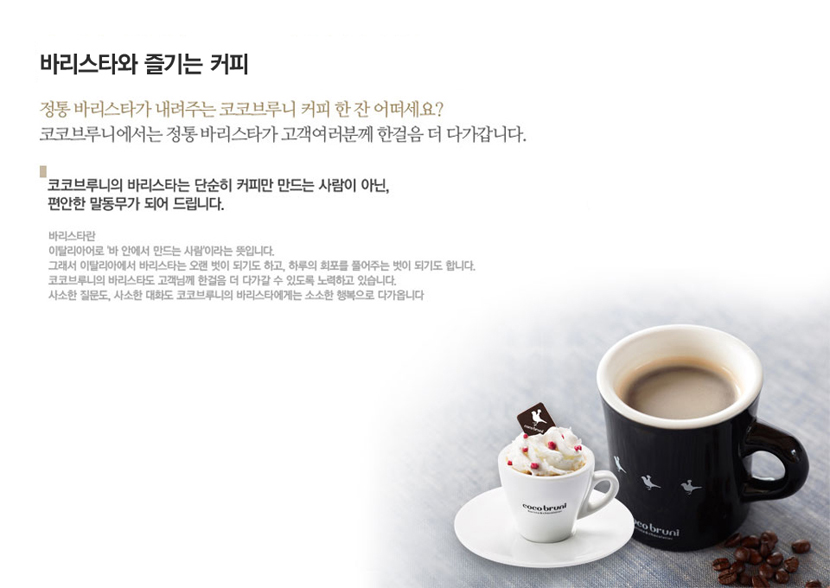 바리스타와 즐기는 커피
정통 바리스타가 내려주는 코코브루니 커피 한 잔 어떠세요?
코코브루니에서는 정통 바리스타가 고객여러분께 한걸음 더 다가갑니다.
코코브루니의 바리스타는 단순히 커피만 만드는 사람이 아닌,
편안한 말동무가 되어 드립니다.
바리스타란
이탈리아어로 '바 안에서 만드는 사람'이라는 뜻입니다.
그래서 이탈리아에서 바리스타는 오랜 벗이 되기도 하고, 하루의 회포를 풀어주는 벗이 되기도 합니다.
코코브루니의 바리스타도 고객님께 한걸음 더 다가갈 수 있도록 노력하고 있습니다.
사소한 질문도, 사소한 대화도 코코브루니의 바리스타에게는 소소한 행복으로 다가옵니다
coco bruni
coco bruni
coco bruni